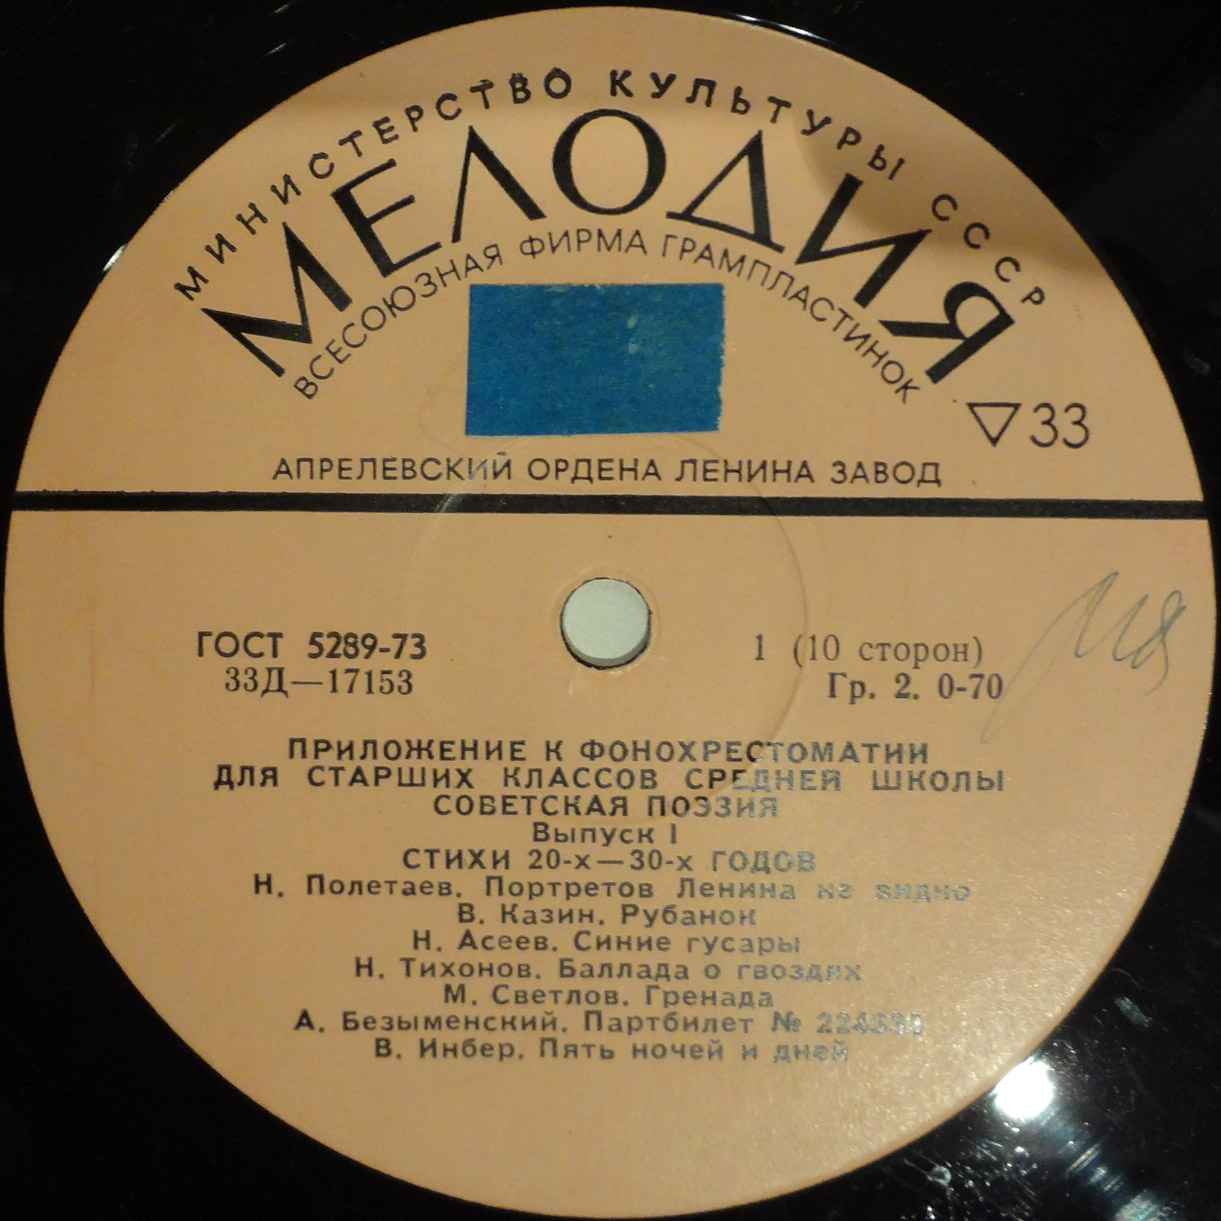 МИНИСТЕРСТВО КУЛЬТУРЫ СССР
МЕЛОДИЯ
ВСЕСОЮЗНАЯ ФИРМА ГРАМПЛАСТИНОК
▽33
АПРЕЛЕВСКИЙ ОРДЕНА ЛЕНИНА ЗАВОД
ГОСТ 5289-73
33Д—17153
1 (10 сторон)
Гр. 2. 0-70
ПРИЛОЖЕНИЕ К ФОНОХРЕСТОМАТИИ
ДЛЯ СТАРШИХ КЛАССОВ СРЕДНЕЙ ШКОЛЫ
СОВЕТСКАЯ ПОЭЗИЯ
Выпуск I
СТИХИ 20-х—30-х ГОДОВ
Н. Полетаев. Портретов Ленина не видно
В. Казин. Рубанок
Н. Асеев. Синие гусары
Н. Тихонов. Баллада о гвоздях
М. Светлов. Гренада
А. Безыменский. Партбилет №
В. Инбер. Пять ночей и дней